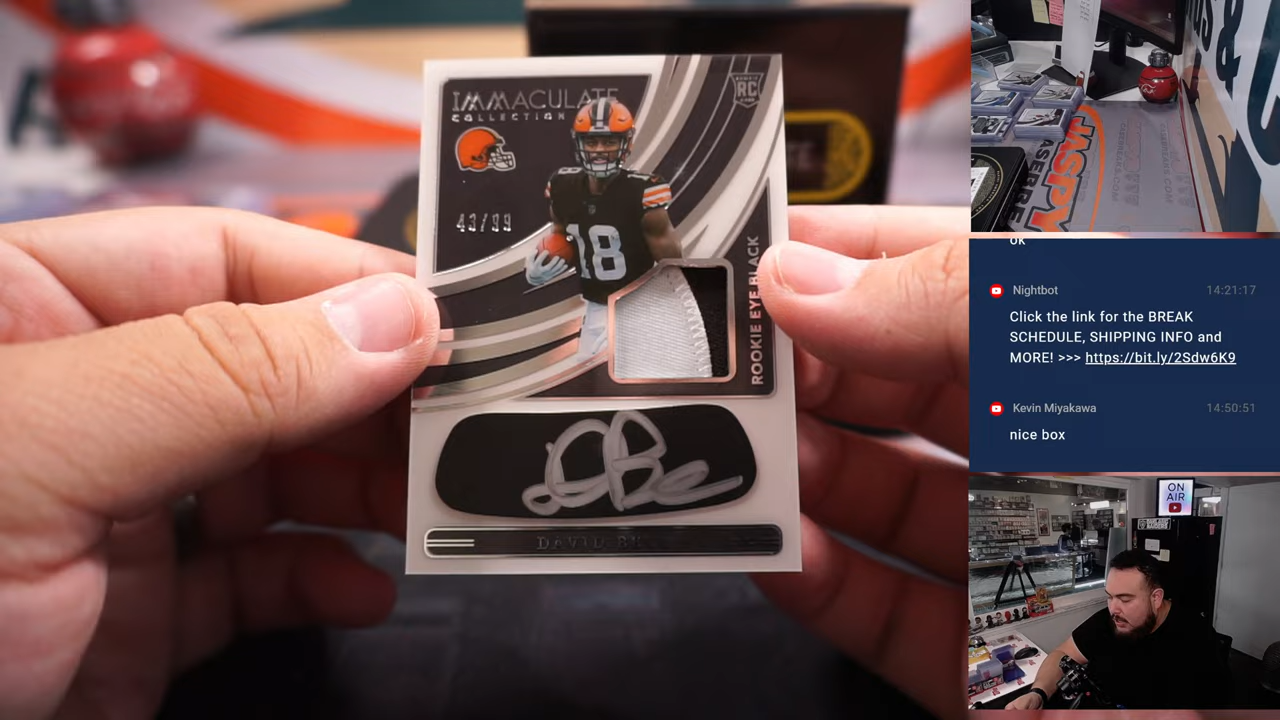 IMMACULATE
COLLECTION
RC
43/99
18
ROOKIE EYE BLACK
DAVID
ok
Nightbot 14:21:17
Click the link for the BREAK
SCHEDULE, SHIPPING INFO and
MORE! >>> https://bit.ly/2Sdw6K9
Kevin Miyakawa 14:50:51
nice box
ON
AIR
JASPY